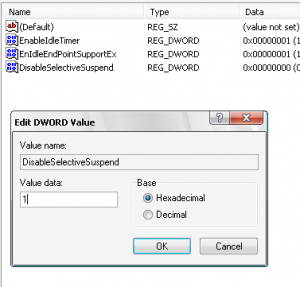 Name Type Data
(Default) REG_SZ (value not set)
EnableIdleTimer REG_DWORD 0x00000001 (1
EnIdleEndPointSupportEx REG_DWORD 0x00000001 (1
DisableSelectiveSuspend REG_DWORD 0x00000000 (0
Edit DWORD Value
Value name:
DisableSelectiveSuspend
Value data: Base
1 Hexadecimal
Decimal
OK Cancel